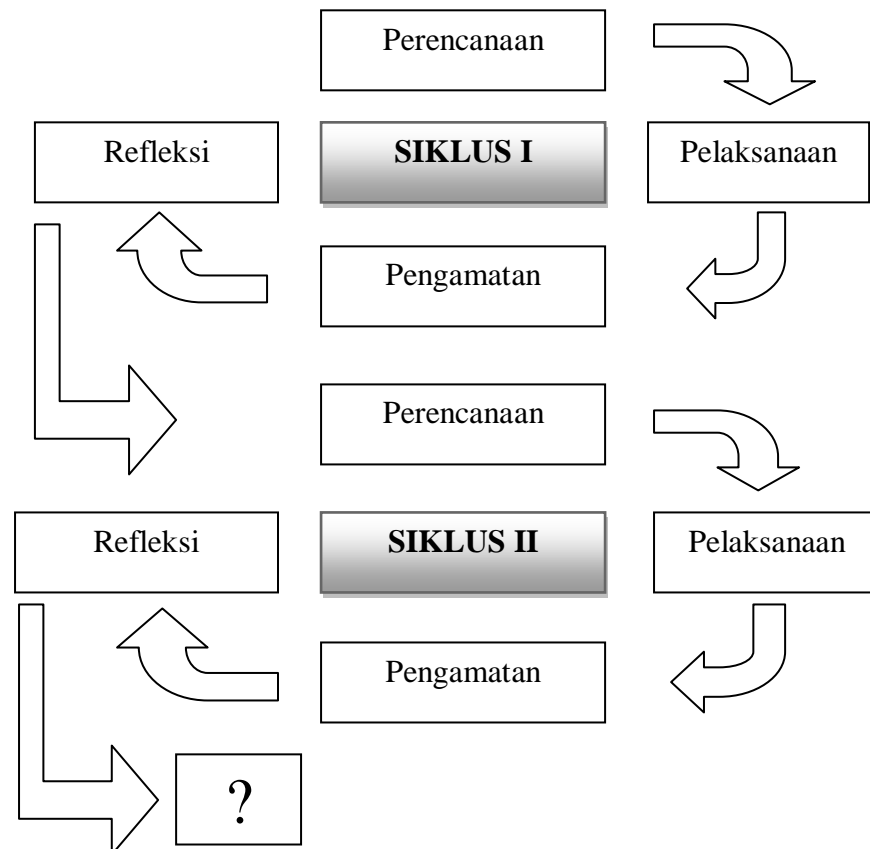 Perencanaan
Refleksi
SIKLUS I
Pelaksanaan
Pengamatan
Perencanaan
Refleksi
SIKLUS II
Pelaksanaan
Pengamatan
?